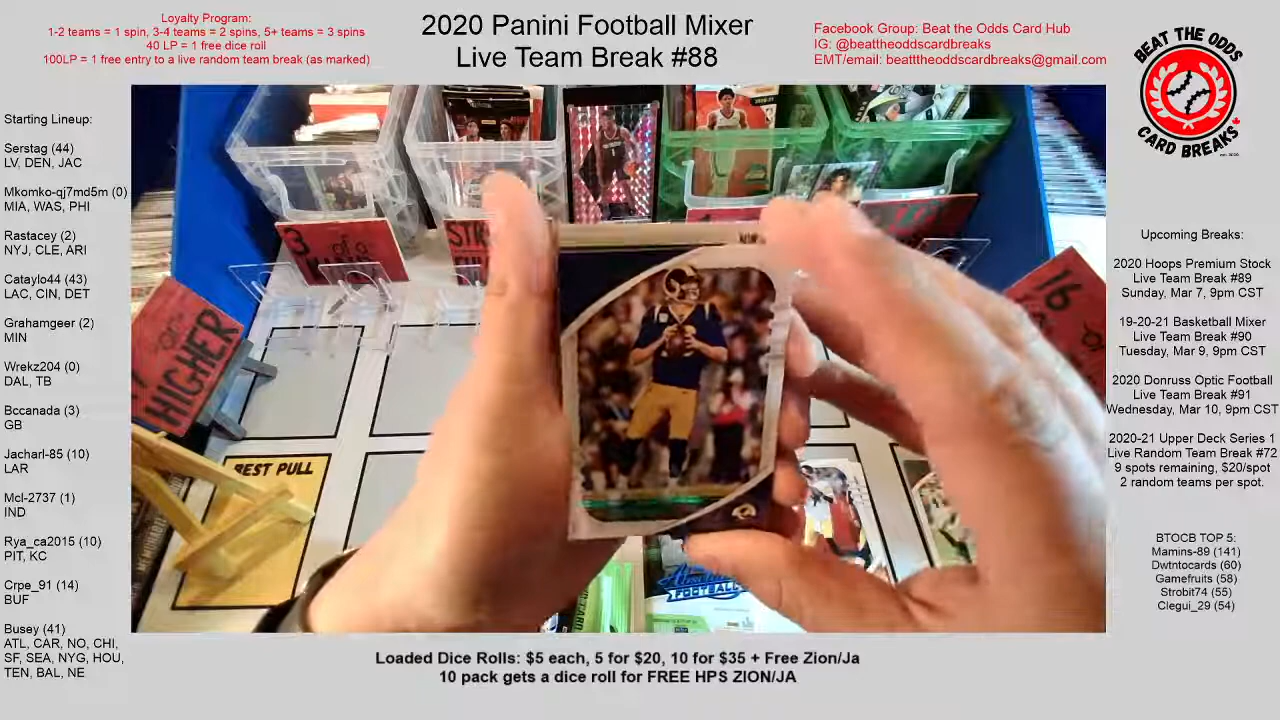 Loyalty Program:
1-2 teams = 1 spin, 3-4 teams = 2 spins, 5+ teams = 3 spins
40 LP = 1 free dice roll
100LP = 1 free entry to a live random team break (as marked)
2020 Panini Football Mixer
Live Team Break #88
Facebook Group: Beat the Odds Card Hub
IG: @beattheoddscardbreaks
EMT/email: beatttheoddscardbreaks@gmail.com
BEAT THE ODDS
CARD BREAKS
Starting Lineup:
Serstag (44)
LV, DEN, JAC
Mkomko-qj7md5m (0)
MIA, WAS, PHI
Rastacey (2)
NYJ, CLE, ARI
Cataylo44 (43)
LAC, CIN, DET
Grahamgeer (2)
MIN
Wrekz204 (0)
DAL, TB
Bccanada (3)
GB
Jacharl-85 (10)
LAR
Mcl-2737 (1)
IND
Rya_ca2015 (10)
PIT, KC
Cme_91 (14)
BUF
Busay (41)
ATL, CAR, NO, CHI,
SF, SEA, NYG, HOU,
TEN, BAL, NE
3
of a
STR
or
HIGHER
16
or
BEST PULL
Absolute
FOOTBALL
Upcoming Breaks:
2020 Hoops Premium Stock
Live Team Break #89
Sunday, Mar 7, 9pm CST
19-20-21 Basketball Mixer
Live Team Break #90
Tuesday, Mar 9, 9pm CST
2020 Donruss Optic Football
Live Team Break #91
Wednesday, Mar 10, 9pm CST
2020-21 Upper Deck Series 1
Live Random Team Break #72
9 spots remaining, $20/spot
2 random teams per spot.
BTOCB TOP 5:
Mamins-89 (141)
Dwtntocards (60)
Gamefruits (58)
Strobit74 (55)
Clegui_29 (54)
Loaded Dice Rolls: $5 each, 5 for $20, 10 for $35 + Free Zion/Ja
10 pack gets a dice roll for FREE HPS ZION/JA